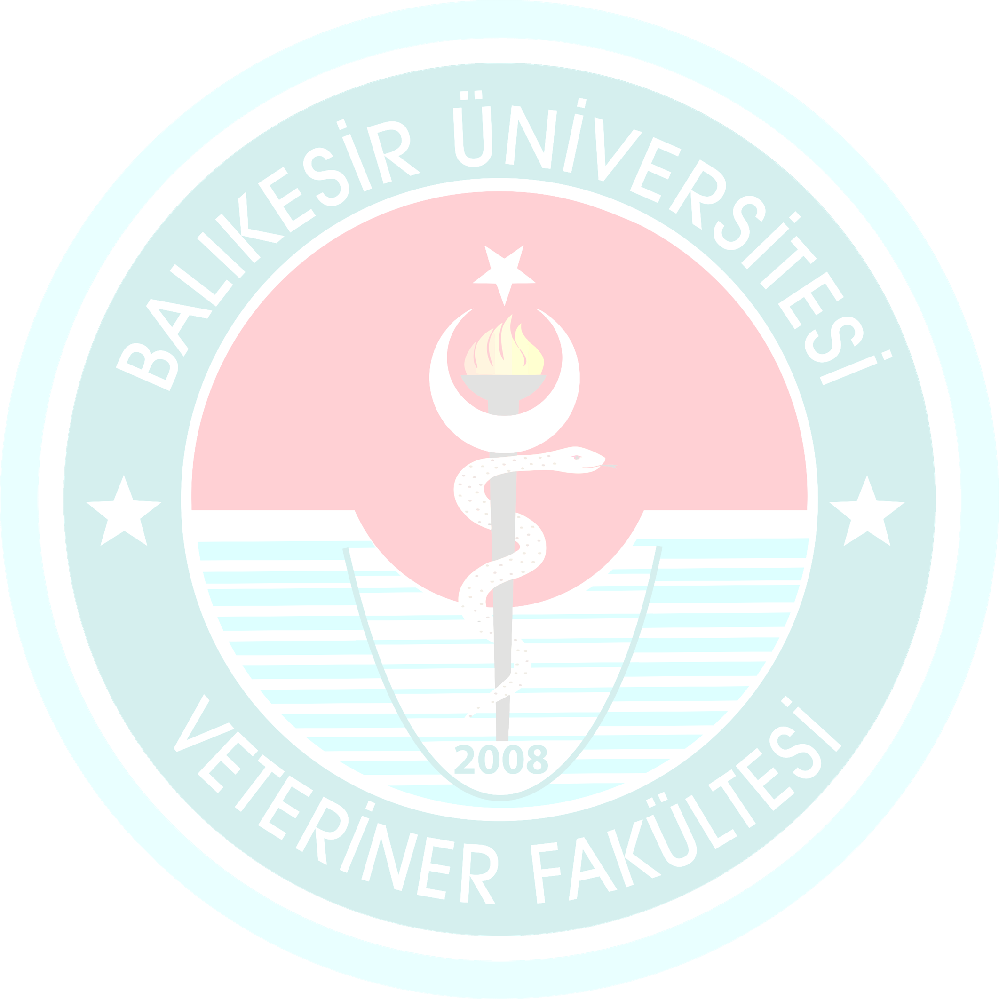 BALIKESİR ÜNİVERSİTESİ
2008
VETERİNER FAKÜLTESİ